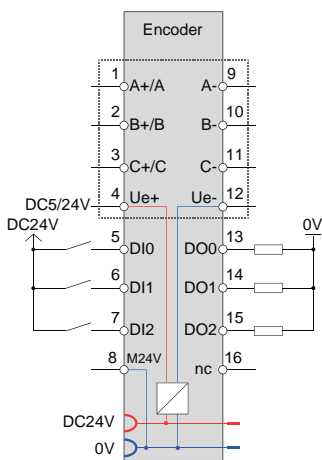 Encoder
1 A+/A A- 9
2 B+/B B- 10
3 C+/C C- 11
DC5/24V 4 Ue+ Ue- 12
DC24V 0V
5 DI0 DO0 13
6 DI1 DO1 14
7 DI2 DO2 15
8 M24V nc 16
DC24V
0V